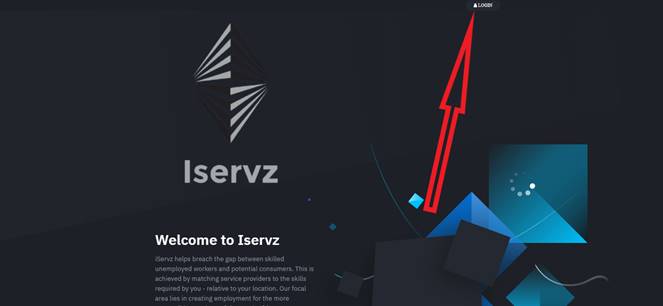 LOGIN
Iservz
Welcome to Iservz
iServz helps breach the gap between skilled
unemployed workers and potential consumers. This is
achieved by matching service providers to the skills
required by you - relative to your location. Our focal
area lies in creating employment for the more